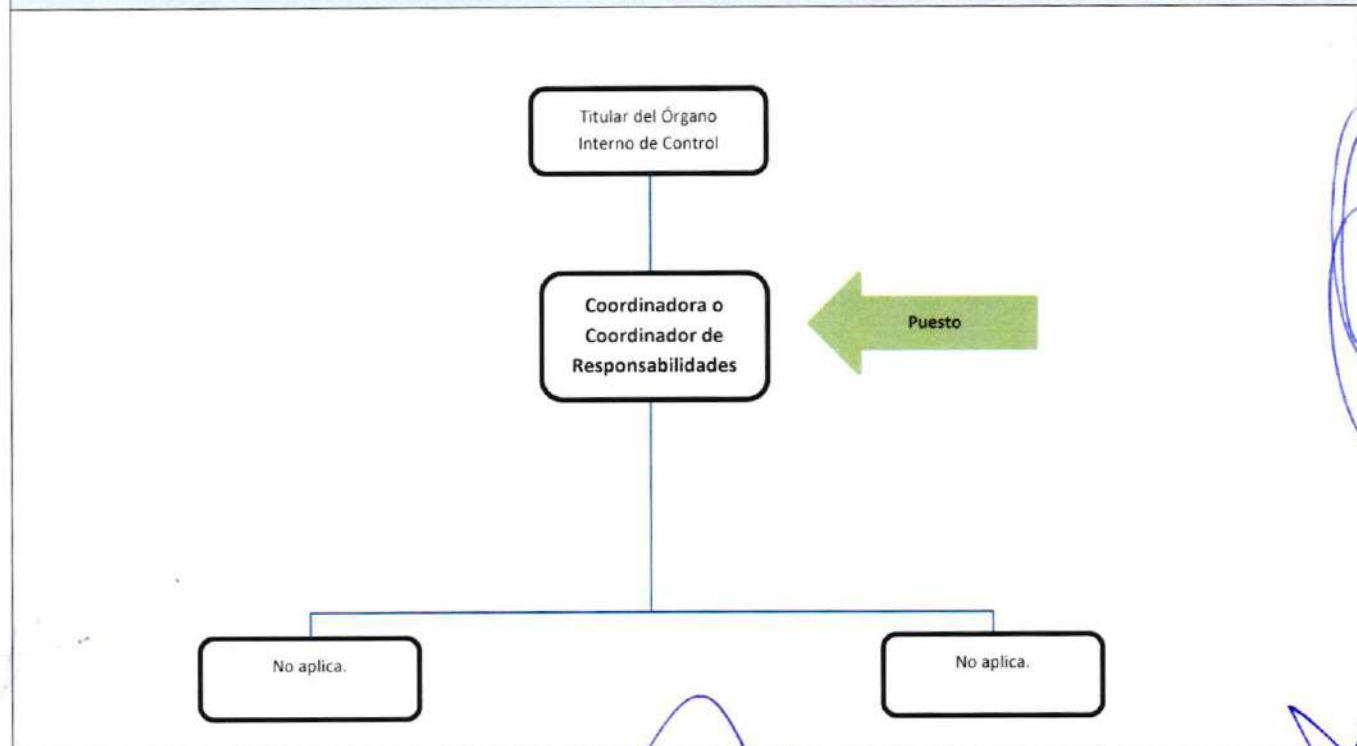 Titular del Órgano
Interno de Control
Coordinadora o
Coordinador de
Responsabilidades
Puesto
No aplica.
No aplica.